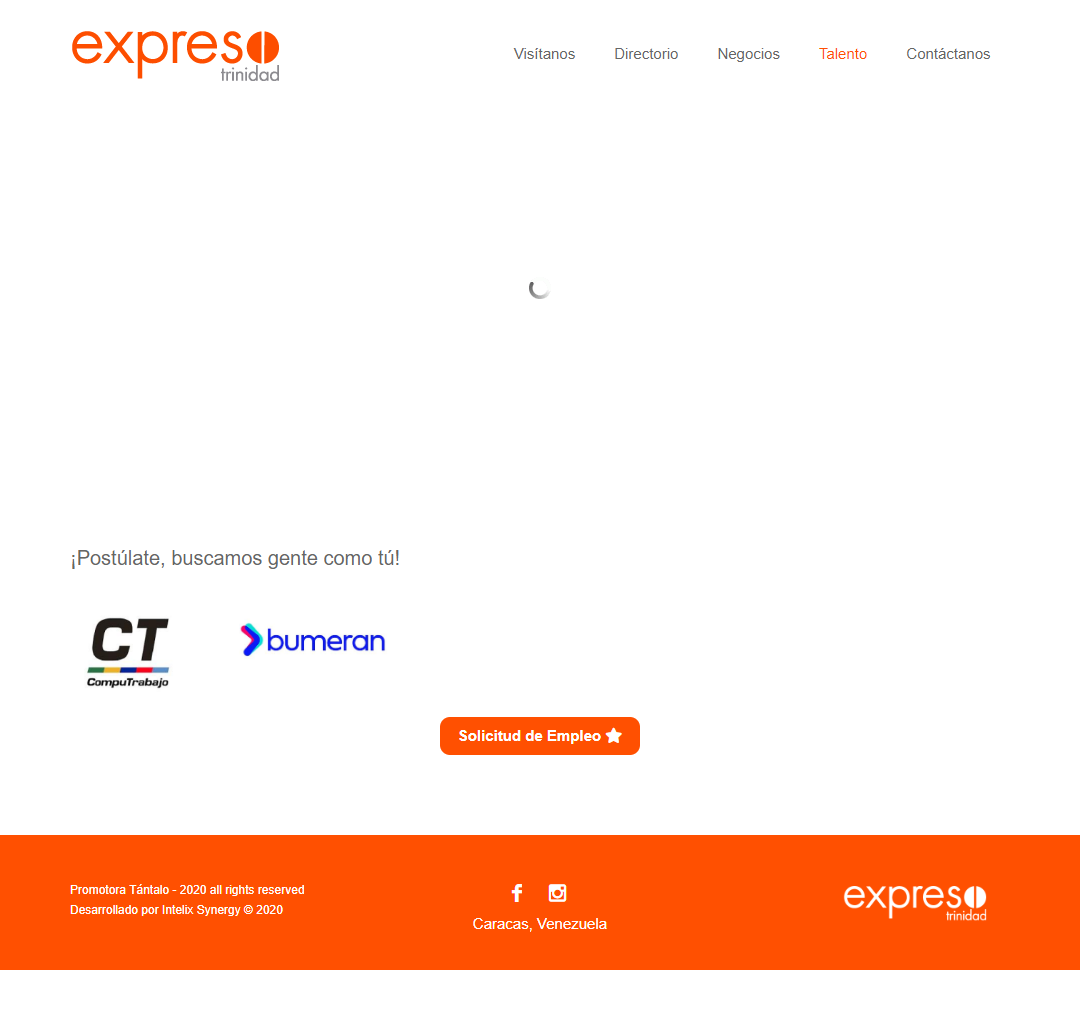 expreso
trinidad
Visítanos
Directorio
Negocios
Talento
Contáctanos
¡Postúlate, buscamos gente como tú!
CT
CompuTrabajo
bumeran
Solicitud de Empleo
Promotora Tántalo - 2020 all rights reserved
Desarrollado por Intelix Synergy © 2020
Caracas, Venezuela
expreso
trinidad